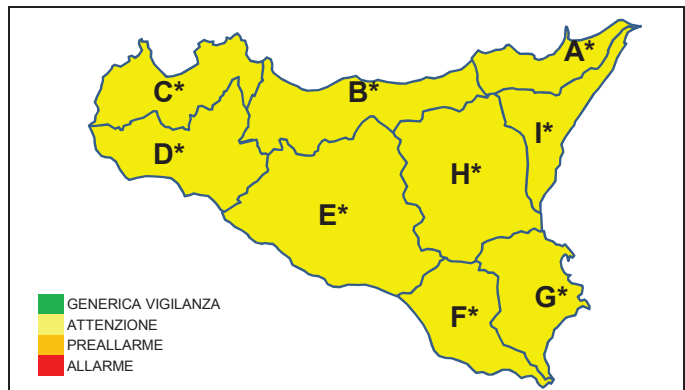 A*
C*
B*
I*
D*
H*
E*
G*
F*
GENERICA VIGILANZA
ATTENZIONE
PREALLARME
ALLARME